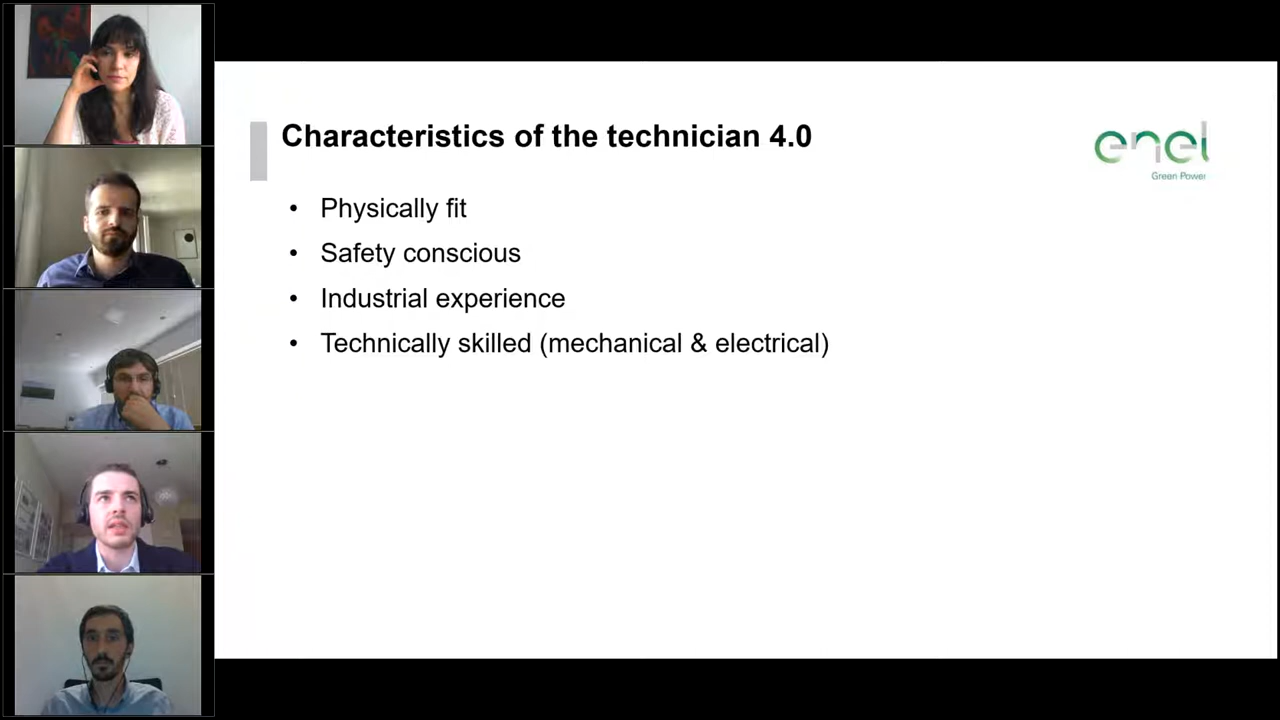 Characteristics of the technician 4.0
enel
Green Power
• Physically fit
• Safety conscious
• Industrial experience
• Technically skilled (mechanical & electrical)